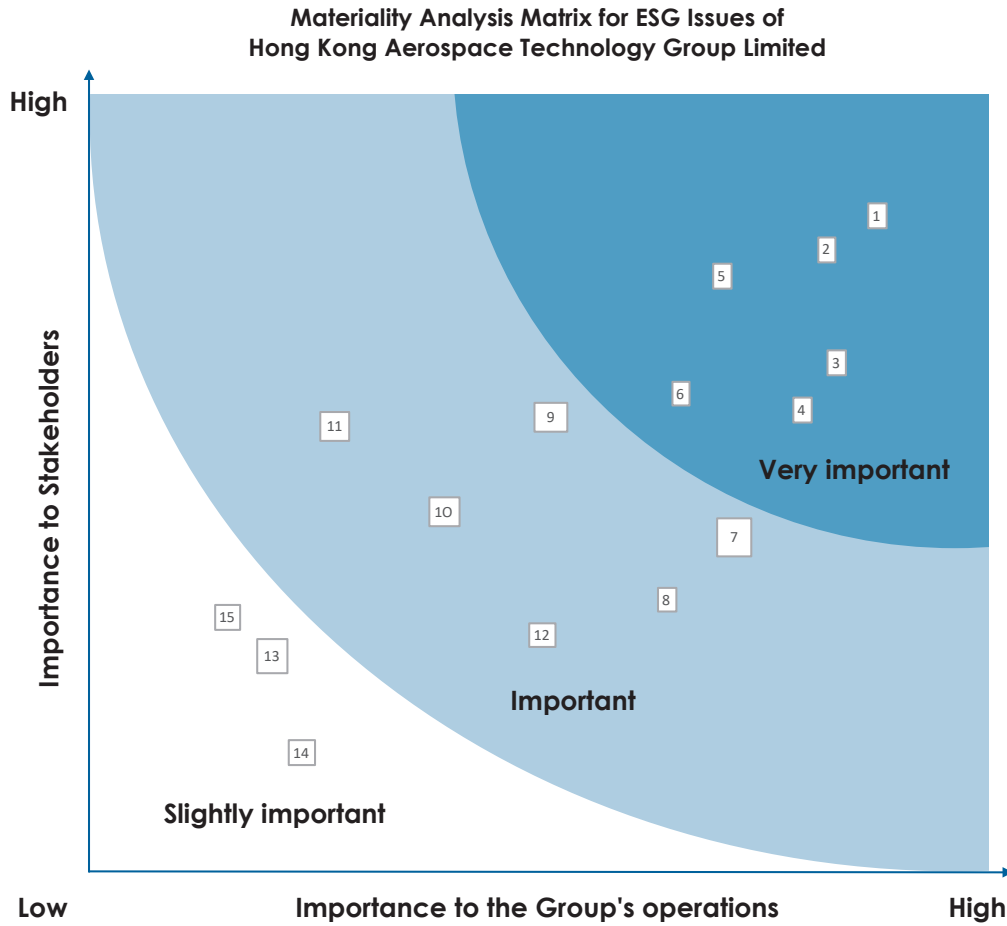 Materiality Analysis Matrix for ESG Issues of
Hong Kong Aerospace Technology Group Limited
High
Importance to Stakeholders
1
2
5
3
6
4
9
11
Very important
10
7
8
15
12
13
Important
14
Slightly important
Low
Importance to the Group's operations
High